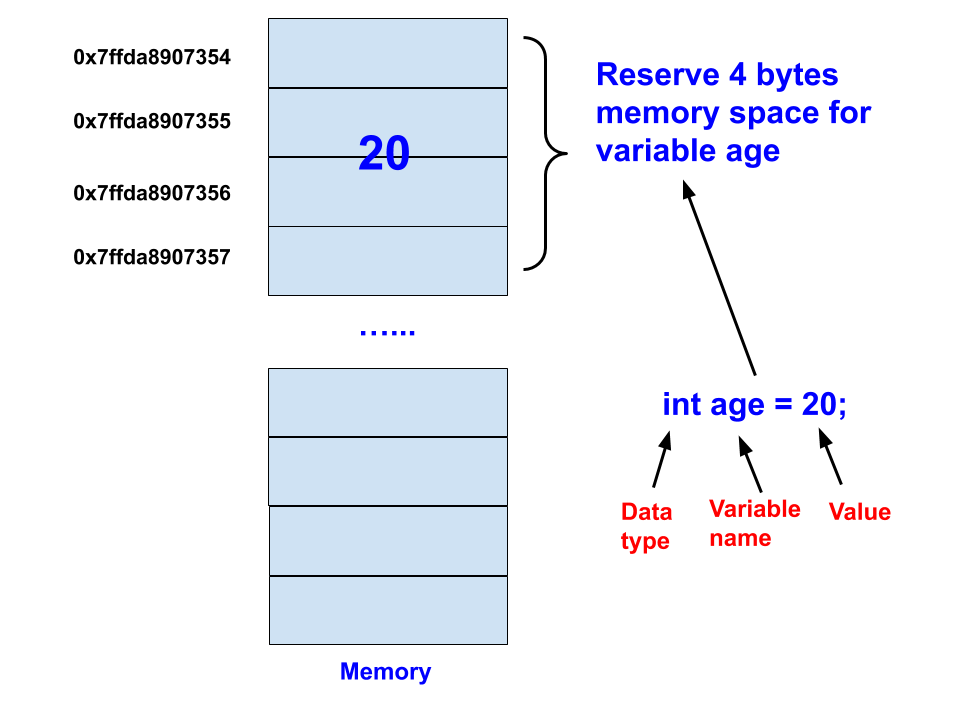 0x7ffda8907354
0x7ffda8907355
0x7ffda8907356
0x7ffda8907357
20
Reserve 4 bytes
memory space for
variable age
…...
int age = 20;
Data
type
Variable
name
Value
Memory